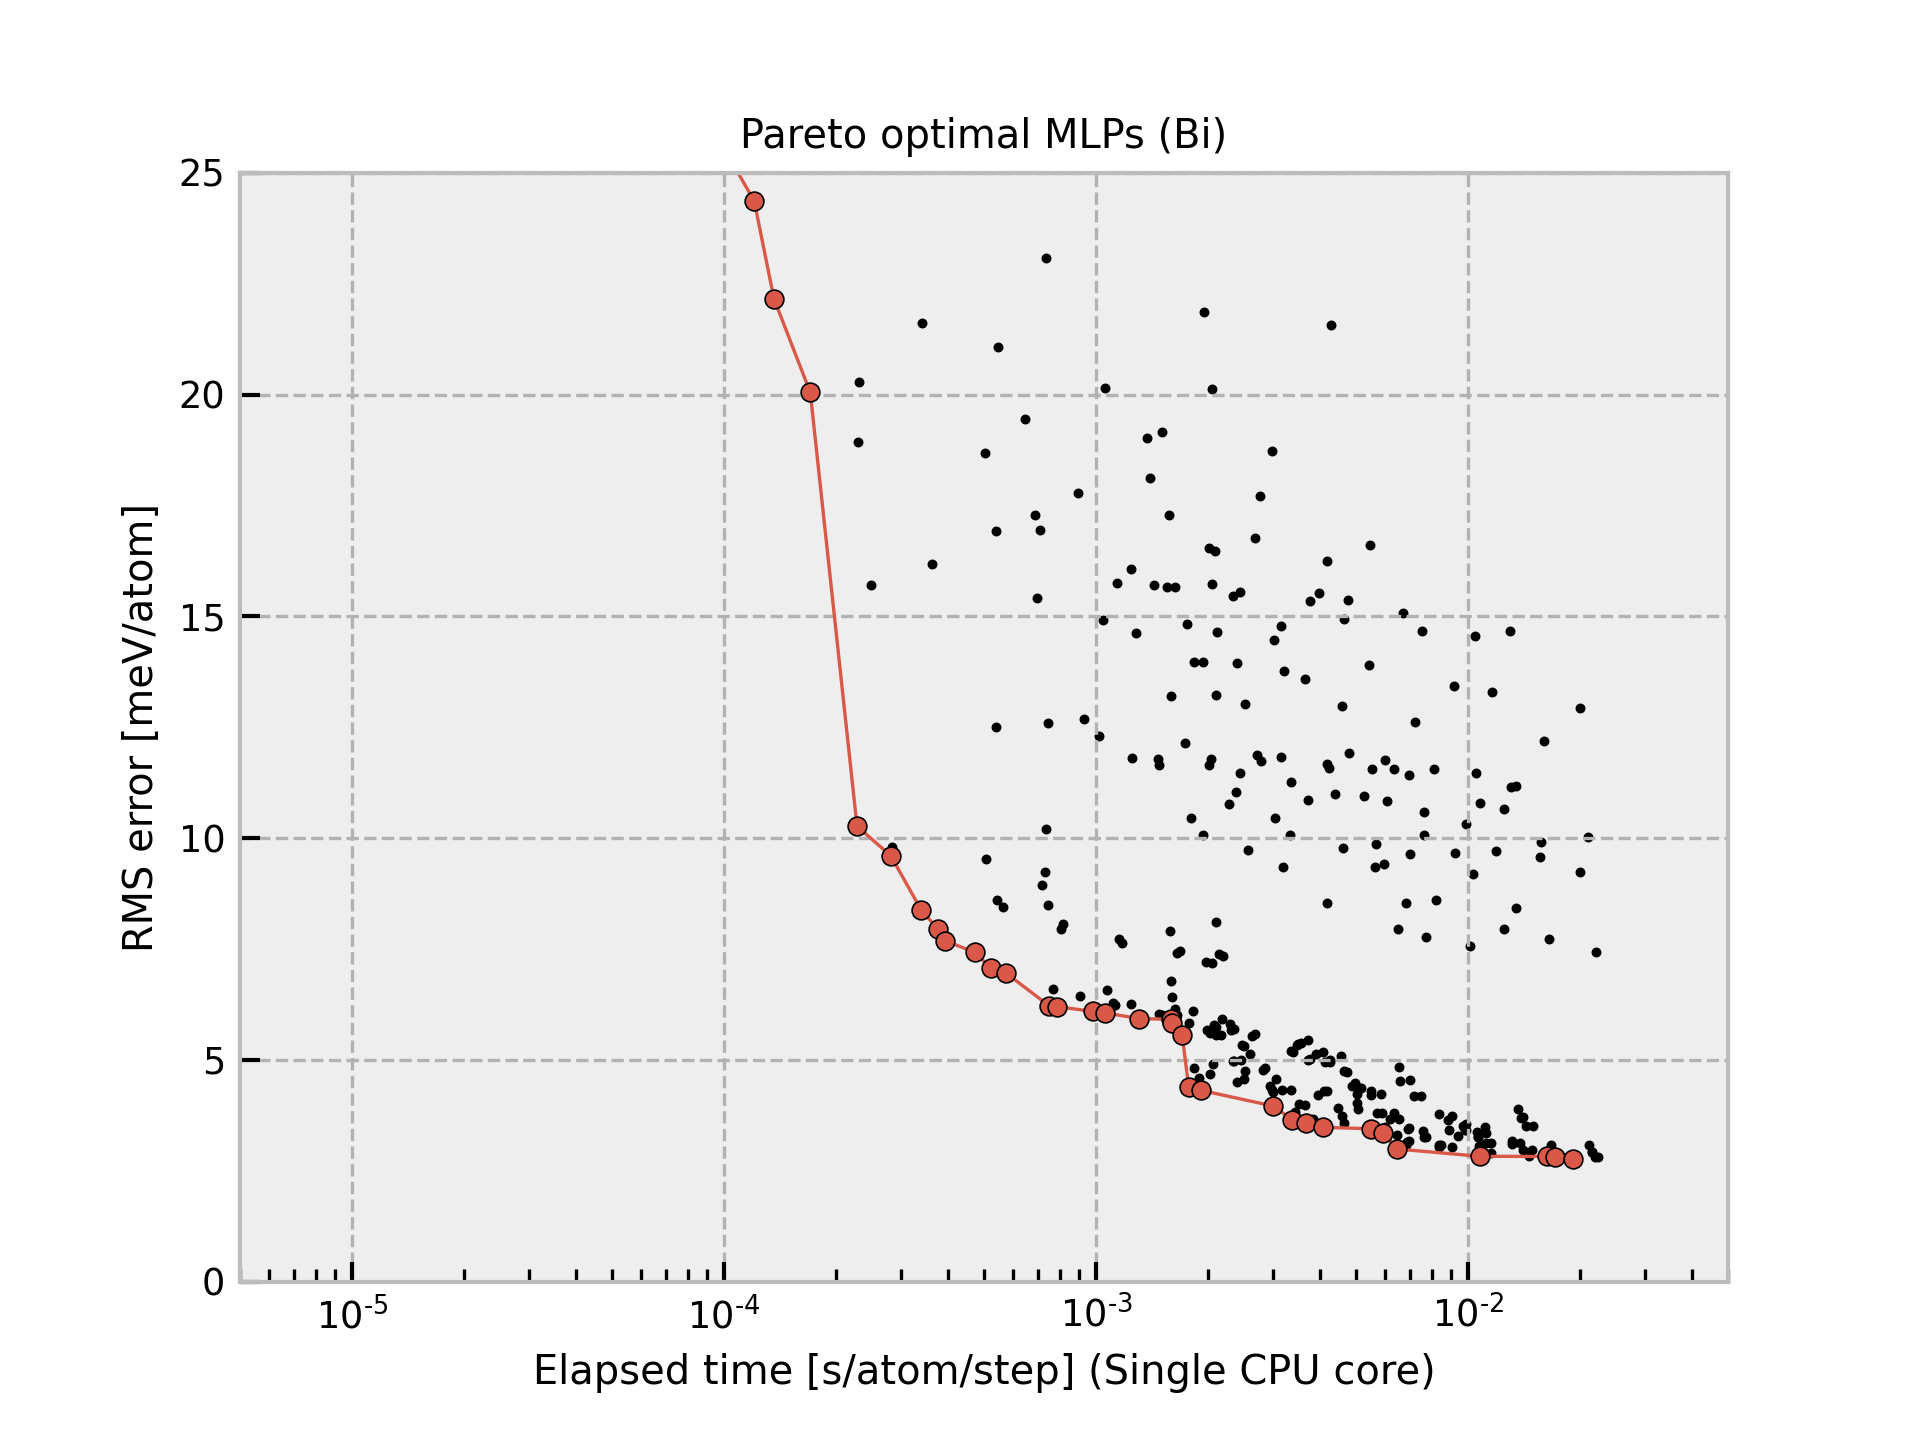 Pareto optimal MLPs (Bi)
25
20
15
10
5
0
RMS error [meV/atom]
10-5 10-4 10-3 10-2
Elapsed time [s/atom/step] (Single CPU core)